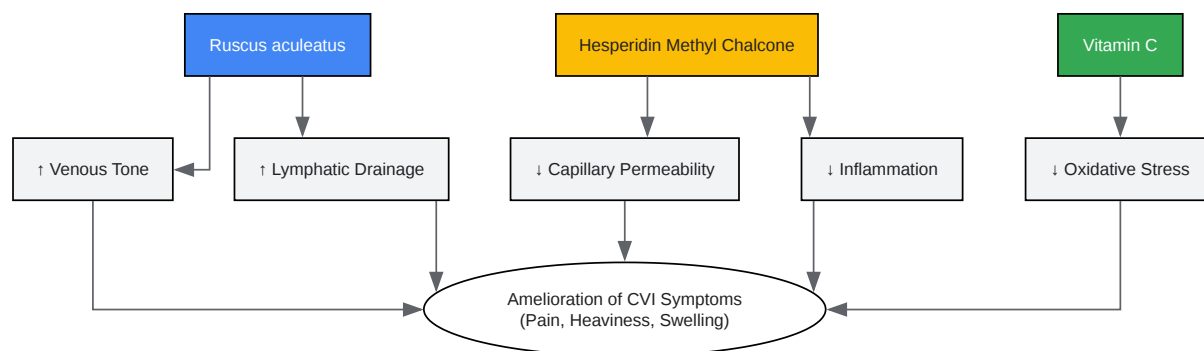 Ruscus aculeatus
Hesperidin Methyl Chalcone
Vitamin C
↑ Venous Tone
↑ Lymphatic Drainage
↓ Capillary Permeability
↓ Inflammation
↓ Oxidative Stress
Amelioration of CVI Symptoms
(Pain, Heaviness, Swelling)